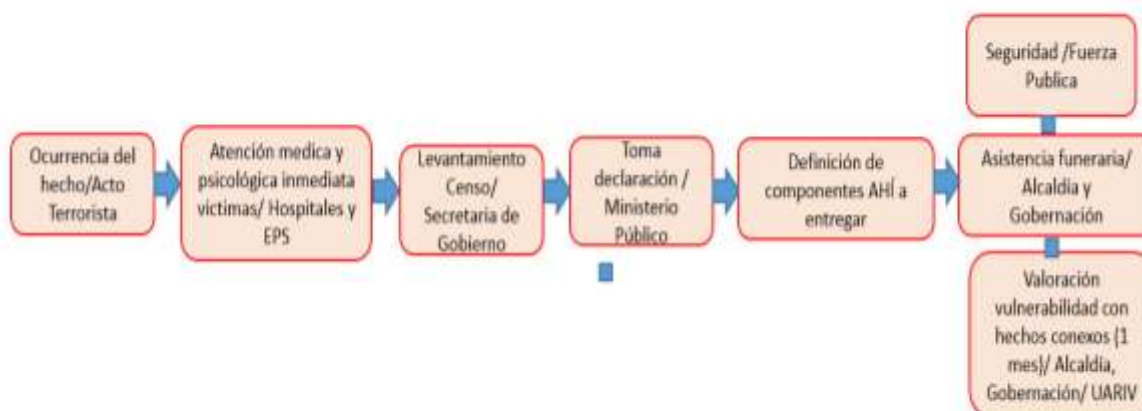 Ocurrencia del
hecho/Acto
Terrorista
Atención medica y
psicológica inmediata
victimas/ Hospitales y
EPS
Levantamiento
Censo/
Secretaria de
Gobierno
Toma
declaración /
Ministerio
Público
Definición de
componentes AHÍ a
entregar
Seguridad /Fuerza
Publica
Asistencia funeraria/
Alcaldía y
Gobernación
Valoración
vulnerabilidad con
hechos conexos (1
mes)/ Alcaldía,
Gobernación/ UARIV